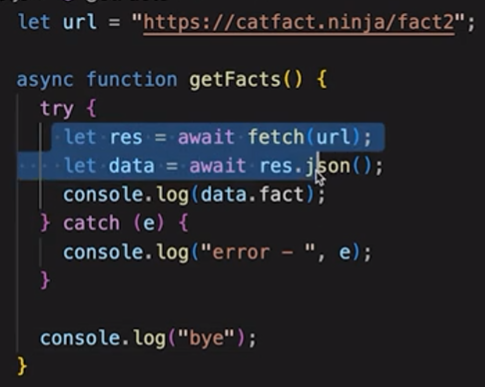 let url = "https://catfact.ninja/fact2";
async function getFacts() {
try {
let res = await fetch(url);
let data = await res.json();
console.log(data.fact);
} catch (e) {
console.log("error - ", e);
}
console.log("bye");
}